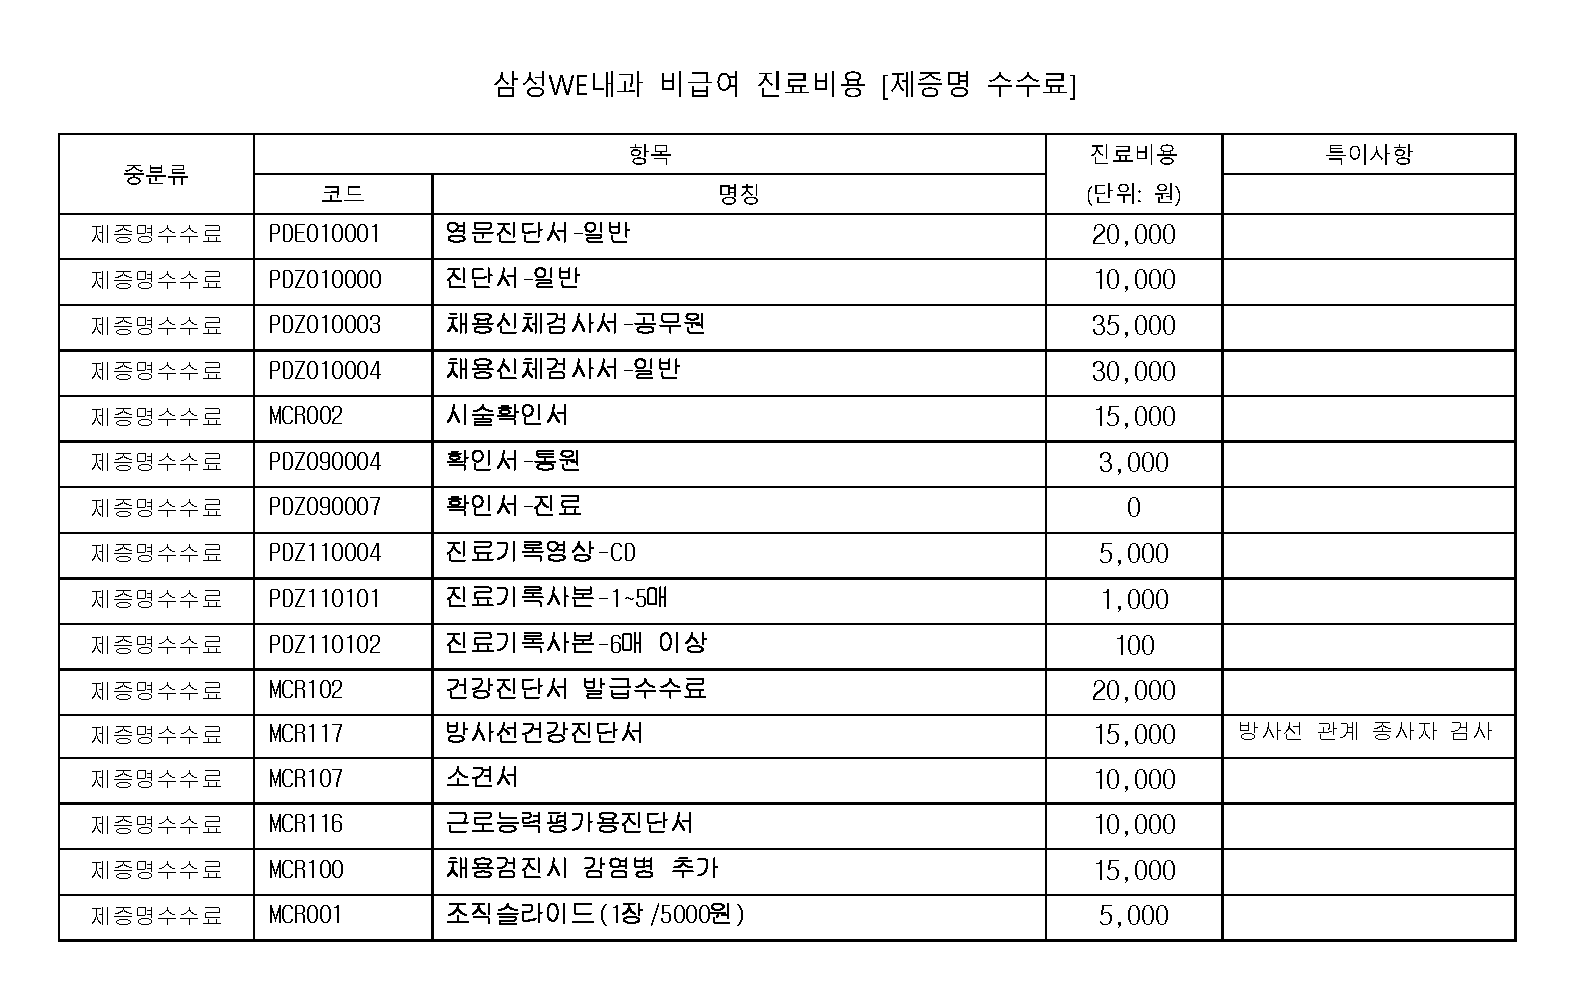 삼성WE내과 비급여 진료비용 [제증명 수수료]
중분류 항목 진료비용 특이사항
코드 명칭 (단위: 원)
제증명수수료 PDE010001 영문진단서-일반 20,000
제증명수수료 PDZ010000 진단서-일반 10,000
제증명수수료 PDZ010003 채용신체검사서-공무원 35,000
제증명수수료 PDZ010004 채용신체검사서-일반 30,000
제증명수수료 MCR002 시술확인서 15,000
제증명수수료 PDZ090004 확인서-통원 3,000
제증명수수료 PDZ090007 확인서-진료 0
제증명수수료 PDZ110004 진료기록영상-CD 5,000
제증명수수료 PDZ110101 진료기록사본-1~5매 1,000
제증명수수료 PDZ110102 진료기록사본-6매 이상 100
제증명수수료 MCR102 건강진단서 발급수수료 20,000
제증명수수료 MCR117 방사선건강진단서 15,000 방사선 관계 종사자 검사
제증명수수료 MCR107 소견서 10,000
제증명수수료 MCR116 근로능력평가용진단서 10,000
제증명수수료 MCR100 채용검진시 감염병 추가 15,000
제증명수수료 MCR001 조직슬라이드(1장/5000원) 5,000